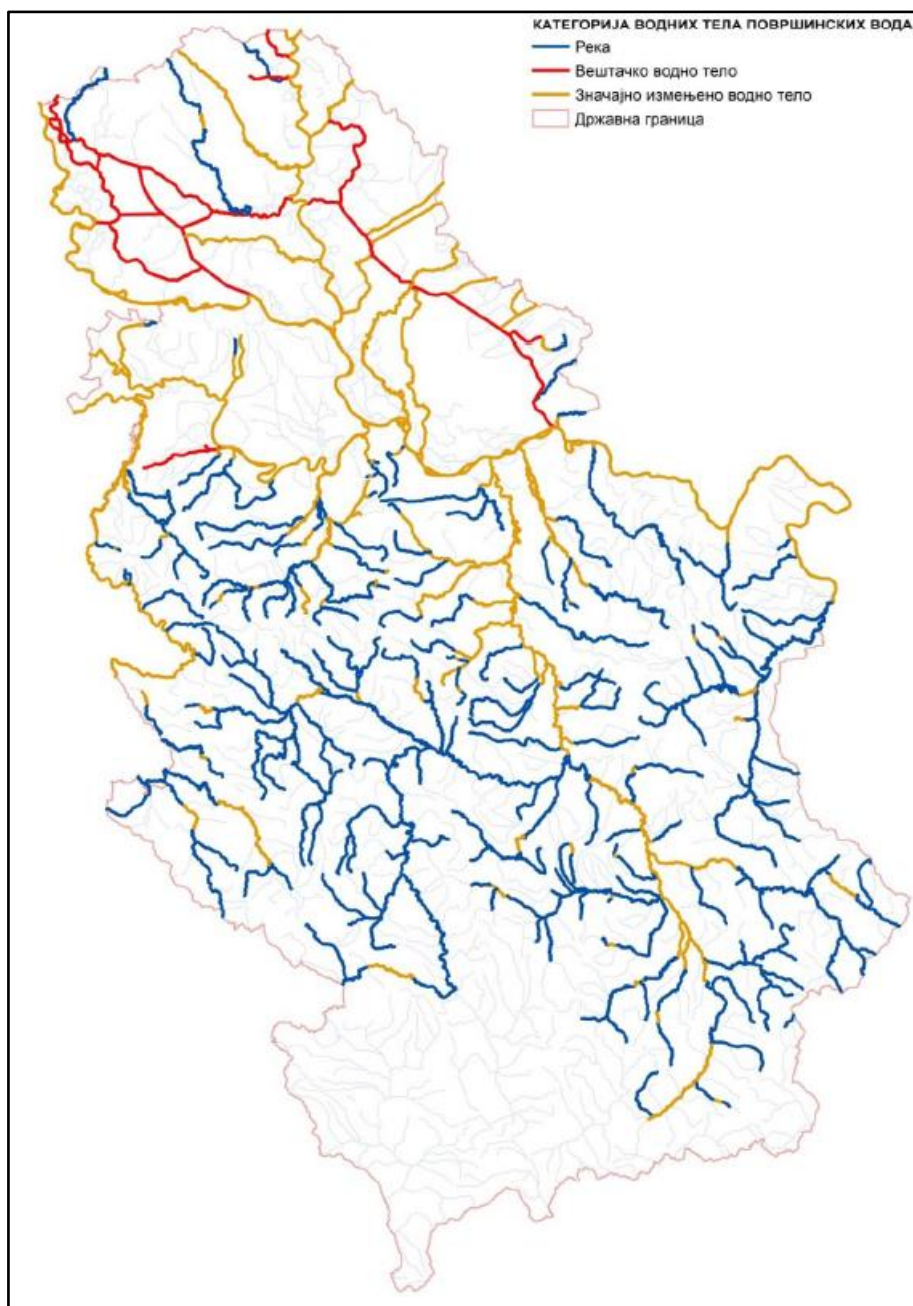 КАТЕГОРИЈА ВОДНИХ ТЕЛА ПОВРШИНСКИХ ВОДА
Река
Вештачко водно тело
Значајно измењено водно тело
Државна граница